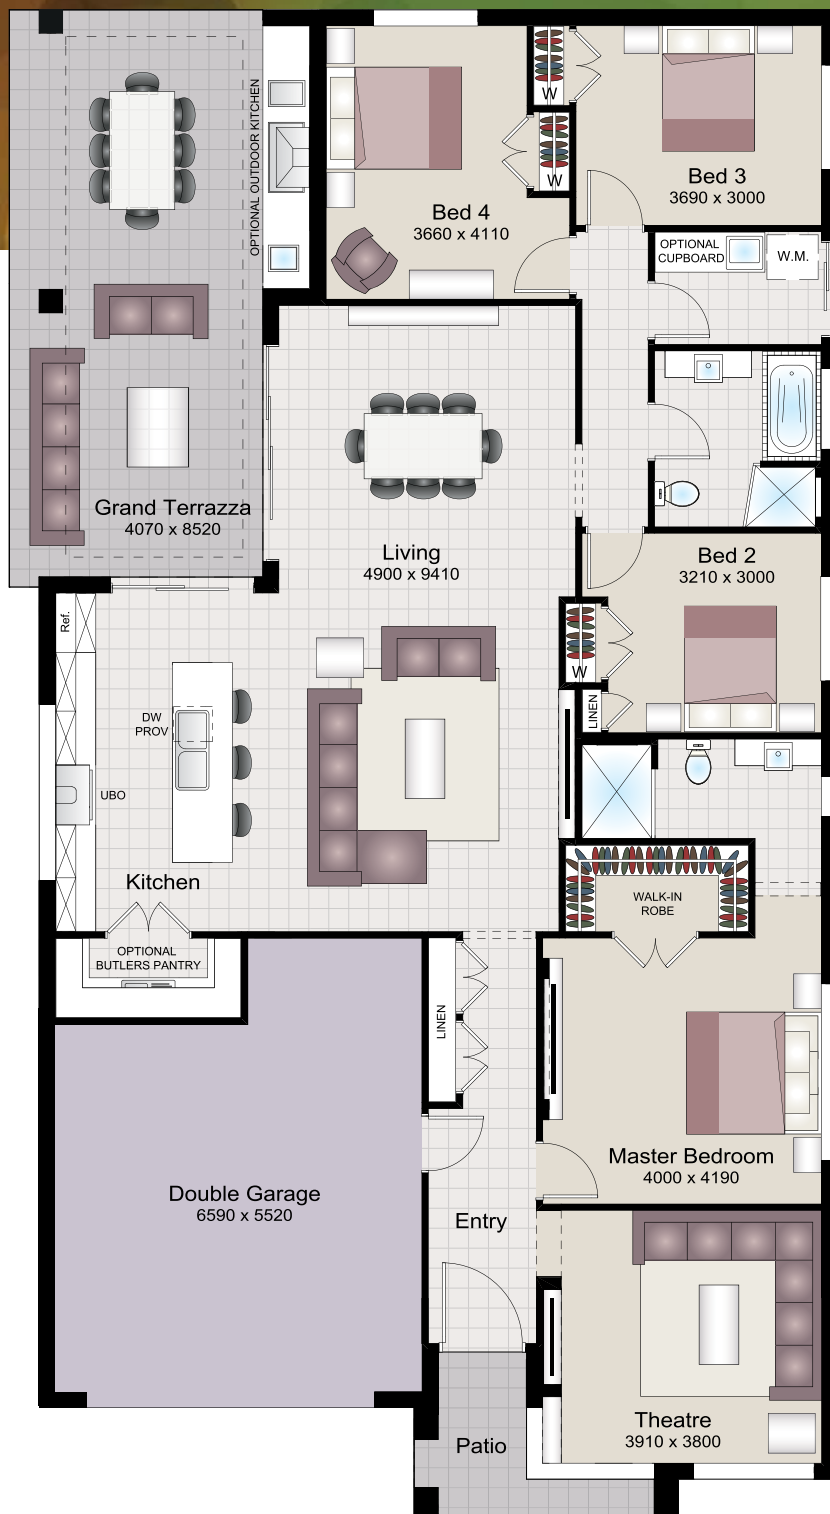 OPTIONAL OUTDOOR KITCHEN
W
W
Bed 3
3690 x 3000
Bed 4
3660 x 4110
OPTIONAL
CUPBOARD
W.M.
Grand Terrazza
4070 x 8520
Living
4900 x 9410
Bed 2
3210 x 3000
Ref.
W
LINEN
DW
PROV
UBO
Kitchen
WALK-IN
ROBE
OPTIONAL
BUTLERS PANTRY
LINEN
Master Bedroom
4000 x 4190
Double Garage
6590 x 5520
Entry
Theatre
3910 x 3800
Patio